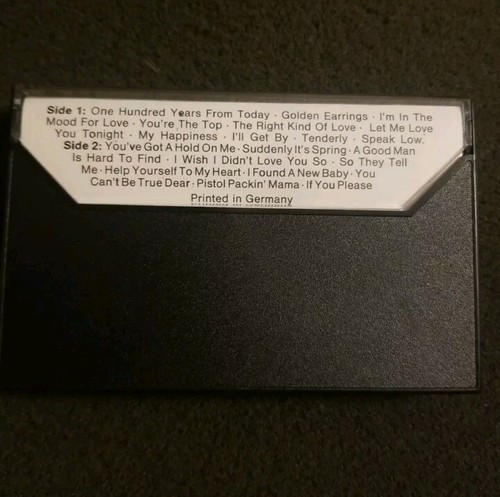 Side 1: One Hundred Years From Today · Golden Earrings · I'm In The
Mood For Love · You're The Top · The Right Kind Of Love · Let Me Love
You Tonight · My Happiness · I'll Get By · Tenderly · Speak Low.
Side 2: You've Got A Hold On Me · Suddenly It's Spring · A Good Man
Is Hard To Find · I Wish I Didn't Love You So · So They Tell
Me · Help Yourself To My Heart · I Found A New Baby · You
Can't Be True Dear · Pistol Packin' Mama · If You Please
Printed in Germany